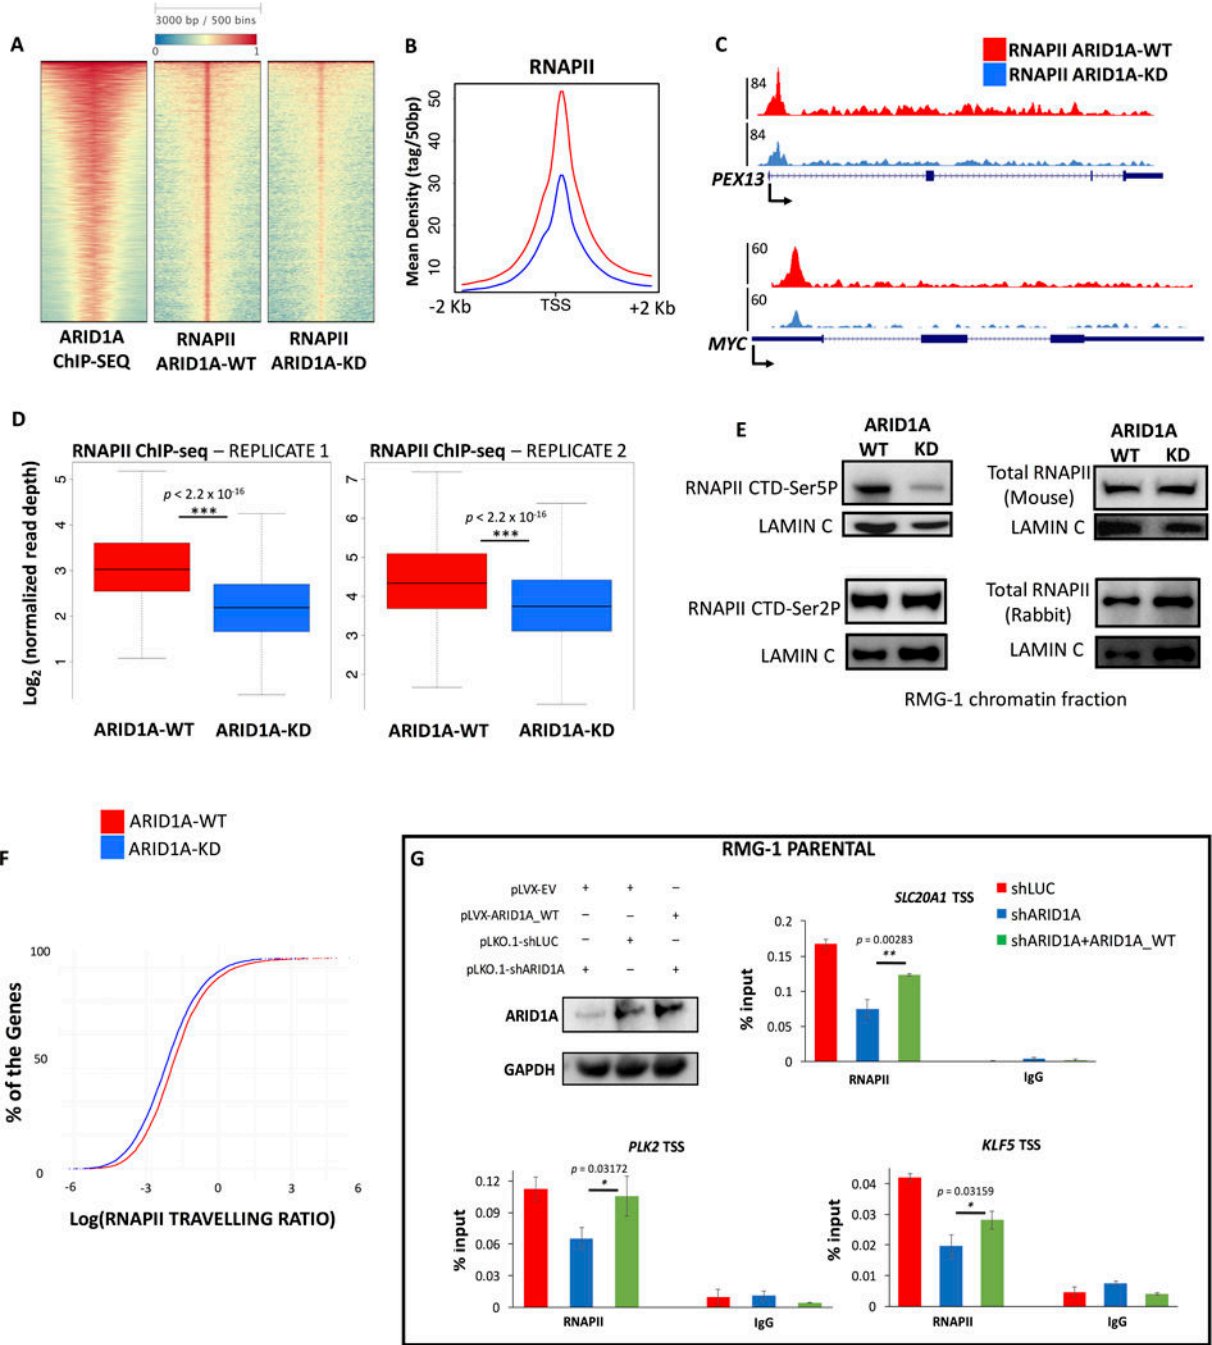 3000 bp / 500 bins
0 1
A
ARID1A
ChIP-SEQ
RNAPII
ARID1A-WT
RNAPII
ARID1A-KD
B
RNAPII
Mean Density (tag/50bp)
50
40
30
20
10
-2 Kb TSS +2 Kb
C
RNAPII ARID1A-WT
RNAPII ARID1A-KD
84
84
PEX13
60
60
MYC
D
RNAPII ChIP-seq – REPLICATE 1
Log2 (normalized read depth)
5
4
3
2
1
p < 2.2 x 10-16
***
ARID1A-WT ARID1A-KD
RNAPII ChIP-seq – REPLICATE 2
7
6
5
4
3
2
p < 2.2 x 10-16
***
ARID1A-WT ARID1A-KD
E
ARID1A
WT KD
RNAPII CTD-Ser5P
LAMIN C
ARID1A
WT KD
Total RNAPII
(Mouse)
LAMIN C
RNAPII CTD-Ser2P
LAMIN C
Total RNAPII
(Rabbit)
LAMIN C
RMG-1 chromatin fraction
F
ARID1A-WT
ARID1A-KD
% of the Genes
100
50
0
-6 -3 0 3 6
Log(RNAPII TRAVELLING RATIO)
G
RMG-1 PARENTAL
pLVX-EV + + –
pLVX-ARID1A_WT – – +
pLKO.1-shLUC – + –
pLKO.1-shARID1A + – +
ARID1A
GAPDH
SLC20A1 TSS
shLUC
shARID1A
shARID1A+ARID1A_WT
% input
0.2
0.15
0.1
0.05
0
p = 0.00283
**
RNAPII IgG
PLK2 TSS
% input
0.12
0.09
0.06
0.03
0
p = 0.03172
*
RNAPII IgG
KLF5 TSS
% input
0.04
0.03
0.02
0.01
0
p = 0.03159
*
RNAPII IgG